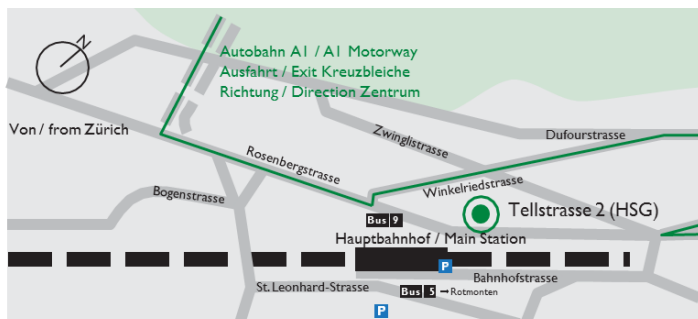 N
Autobahn A1 / A1 Motorway
Ausfahrt / Exit Kreuzbleiche
Richtung / Direction Zentrum
Von / from Zürich
Zwinglistrasse
Dufourstrasse
Rosenbergstrasse
Winkelriedstrasse
Bogenstrasse
Tellstrasse 2 (HSG)
Bus 9
Hauptbahnhof / Main Station
P
Bahnhofstrasse
St. Leonhard-Strasse
Bus 5 → Rotmonten
P